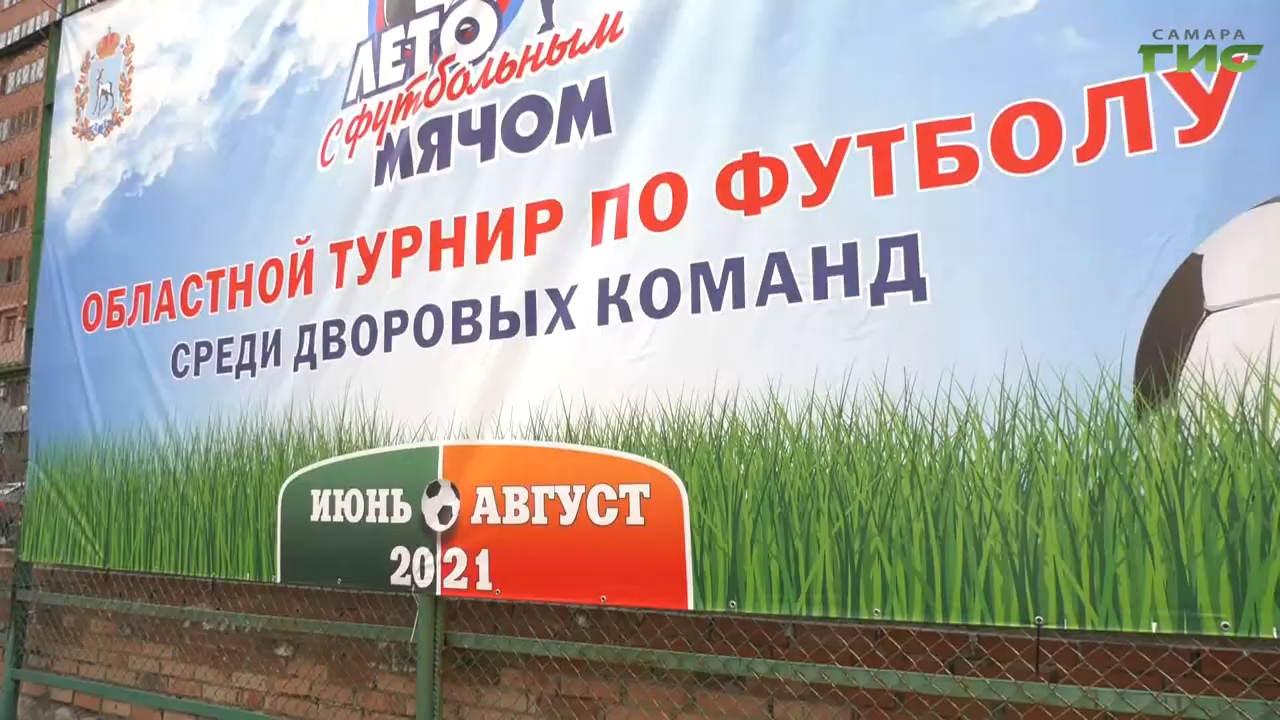 САМАРА
ГИС
ЛЕТО
С футбольным
МЯЧОМ
ОБЛАСТНОЙ ТУРНИР ПО ФУТБОЛУ
СРЕДИ ДВОРОВЫХ КОМАНД
ИЮНЬ АВГУСТ
2021